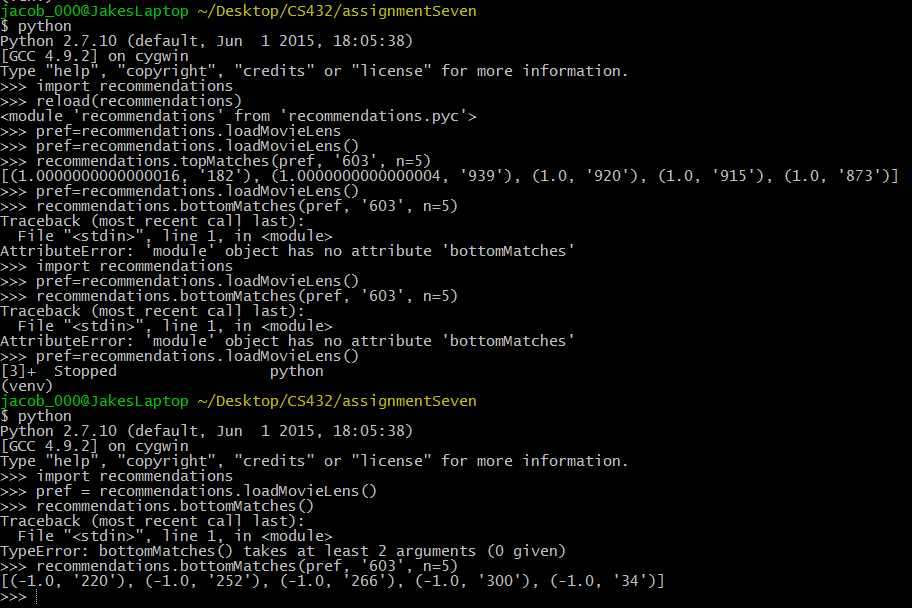 (venv)
jacob_000@JakesLaptop ~/Desktop/CS432/assignmentSeven
$ python
Python 2.7.10 (default, Jun  1 2015, 18:05:38)
[GCC 4.9.2] on cygwin
Type "help", "copyright", "credits" or "license" for more information.
>>> import recommendations
>>> reload(recommendations)
<module 'recommendations' from 'recommendations.pyc'>
>>> pref=recommendations.loadMovieLens
>>> pref=recommendations.loadMovieLens()
>>> recommendations.topMatches(pref, '603', n=5)
[(1.0000000000000016, '182'), (1.0000000000000004, '939'), (1.0, '920'), (1.0, '915'), (1.0, '873')]
>>> pref=recommendations.loadMovieLens()
>>> recommendations.bottomMatches(pref, '603', n=5)
Traceback (most recent call last):
  File "<stdin>", line 1, in <module>
AttributeError: 'module' object has no attribute 'bottomMatches'
>>> import recommendations
>>> pref=recommendations.loadMovieLens()
>>> recommendations.bottomMatches(pref, '603', n=5)
Traceback (most recent call last):
  File "<stdin>", line 1, in <module>
AttributeError: 'module' object has no attribute 'bottomMatches'
>>> pref=recommendations.loadMovieLens()
[3]+  Stopped                 python
(venv)
jacob_000@JakesLaptop ~/Desktop/CS432/assignmentSeven
$ python
Python 2.7.10 (default, Jun  1 2015, 18:05:38)
[GCC 4.9.2] on cygwin
Type "help", "copyright", "credits" or "license" for more information.
>>> import recommendations
>>> pref = recommendations.loadMovieLens()
>>> recommendations.bottomMatches()
Traceback (most recent call last):
  File "<stdin>", line 1, in <module>
TypeError: bottomMatches() takes at least 2 arguments (0 given)
>>> recommendations.bottomMatches(pref, '603', n=5)
[(-1.0, '220'), (-1.0, '252'), (-1.0, '266'), (-1.0, '300'), (-1.0, '34')]
>>>